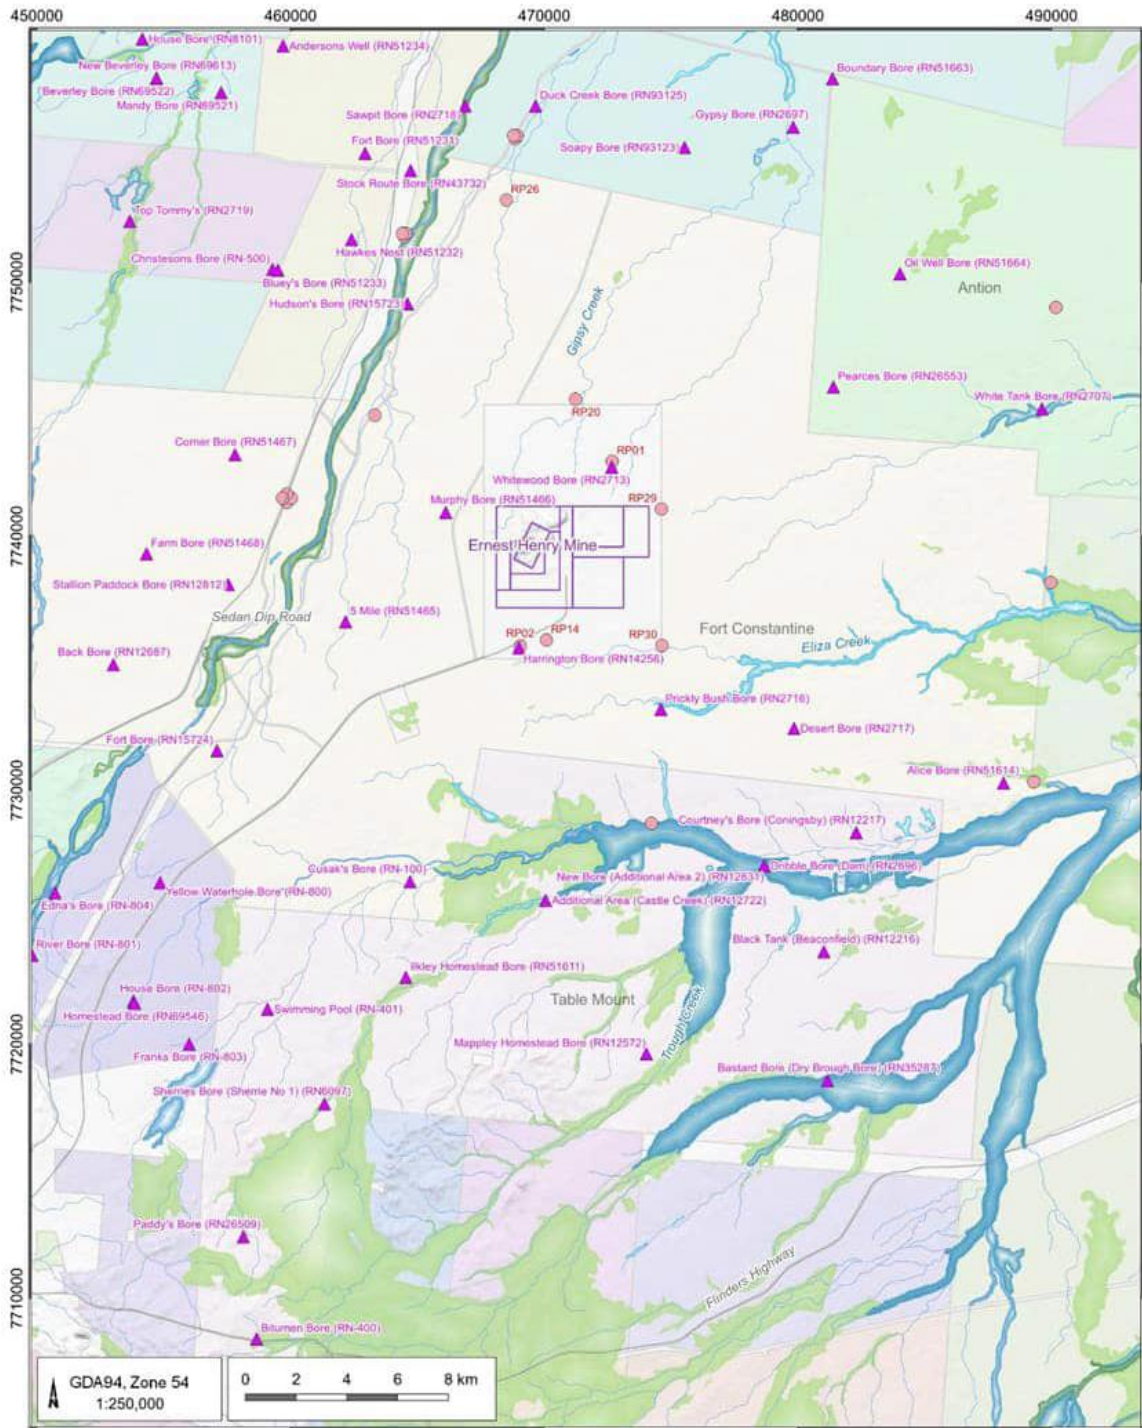 450000
460000
470000
480000
490000
House Bore (RN8101)
Andersons Well (RN51234)
New Beverley Bore (RN69613)
Boundary Bore (RN51663)
Beverley Bore (RN69522)
Mandy Bore (RN69521)
Duck Creek Bore (RN93125)
Sawpit Bore (RN2718)
Gypsy Bore (RN2697)
Fort Bore (RN51231)
Soapy Bore (RN93123)
Stock Route Bore (RN43732)
RP26
Top Tommy's (RN2719)
Hawkes Nest (RN51232)
Christesons Bore (RN-500)
7750000
Oil Well Bore (RN51664)
Bluey's Bore (RN51233)
Antion
Hudson's Bore (RN15723)
Gipsy Creek
Pearces Bore (RN26553)
White Tank Bore (RN2707)
RP20
Corner Bore (RN51467)
RP01
Whitewood Bore (RN2713)
Murphy Bore (RN51466)
RP29
7740000
Farm Bore (RN51468)
Ernest Henry Mine
Stallion Paddock Bore (RN12812)
5 Mile (RN51465)
Sedan Dip Road
RP02
RP14
RP30
Fort Constantine
Eliza Creek
Back Bore (RN12687)
Harrington Bore (RN14256)
Prickly Bush Bore (RN2716)
Desert Bore (RN2717)
Fort Bore (RN15724)
7730000
Alice Bore (RN51614)
Courtney's Bore (Coningsby) (RN12217)
Cusak's Bore (RN-100)
Dribble Bore (Dam) (RN2696)
New Bore (Additional Area 2) (RN12831)
Yellow Waterhole Bore (RN-800)
Edna's Bore (RN-804)
Additional Area (Castle Creek) (RN12722)
River Bore (RN-801)
Black Tank (Beaconfield) (RN12216)
Ilkley Homestead Bore (RN51611)
House Bore (RN-802)
Table Mount
Swimming Pool (RN-401)
Homestead Bore (RN69546)
Trough Creek
7720000
Mappley Homestead Bore (RN12572)
Franks Bore (RN-803)
Bastard Bore (Dry Brough Bore) (RN35287)
Sherries Bore (Sherrie No 1) (RN6097)
Paddy's Bore (RN26509)
Flinders Highway
7710000
Bitumen Bore (RN-400)
GDA94, Zone 54
1:250,000
0 2 4 6 8 km